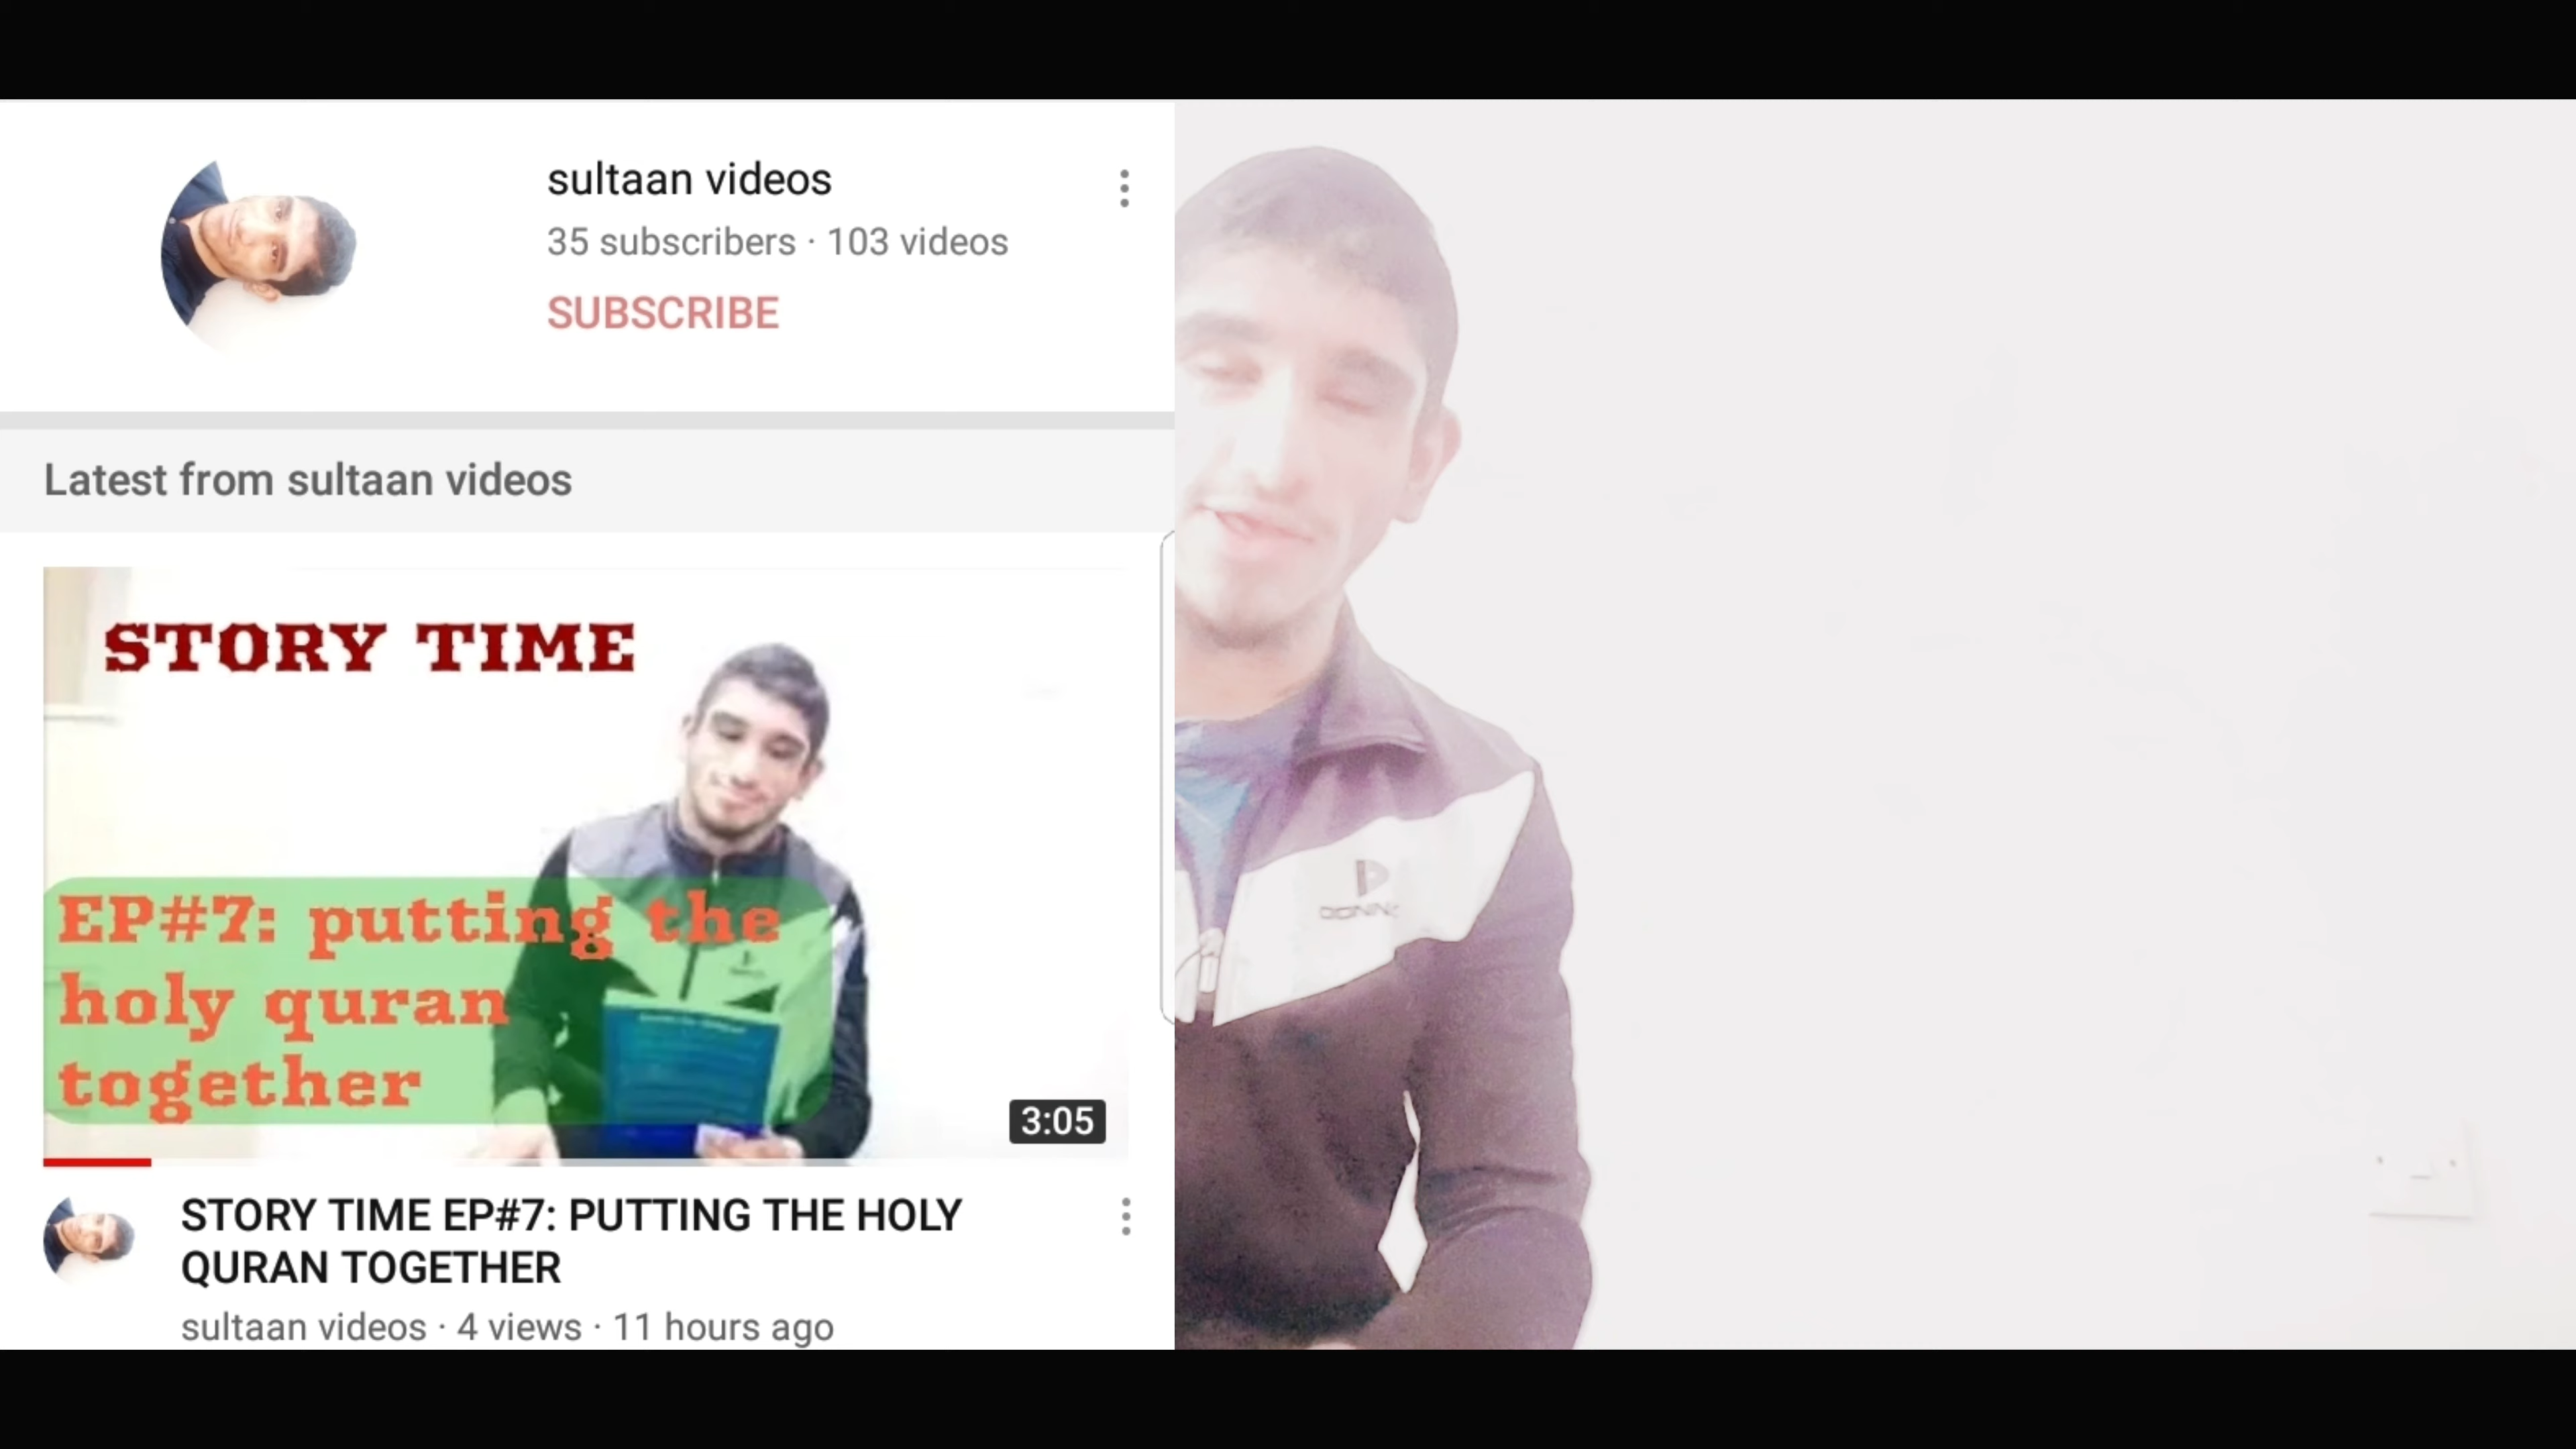 sultaan videos
35 subscribers · 103 videos
SUBSCRIBE
Latest from sultaan videos
STORY TIME
EP#7: putting the
holy quran
together
3:05
STORY TIME EP#7: PUTTING THE HOLY
QURAN TOGETHER
sultaan videos · 4 views · 11 hours ago